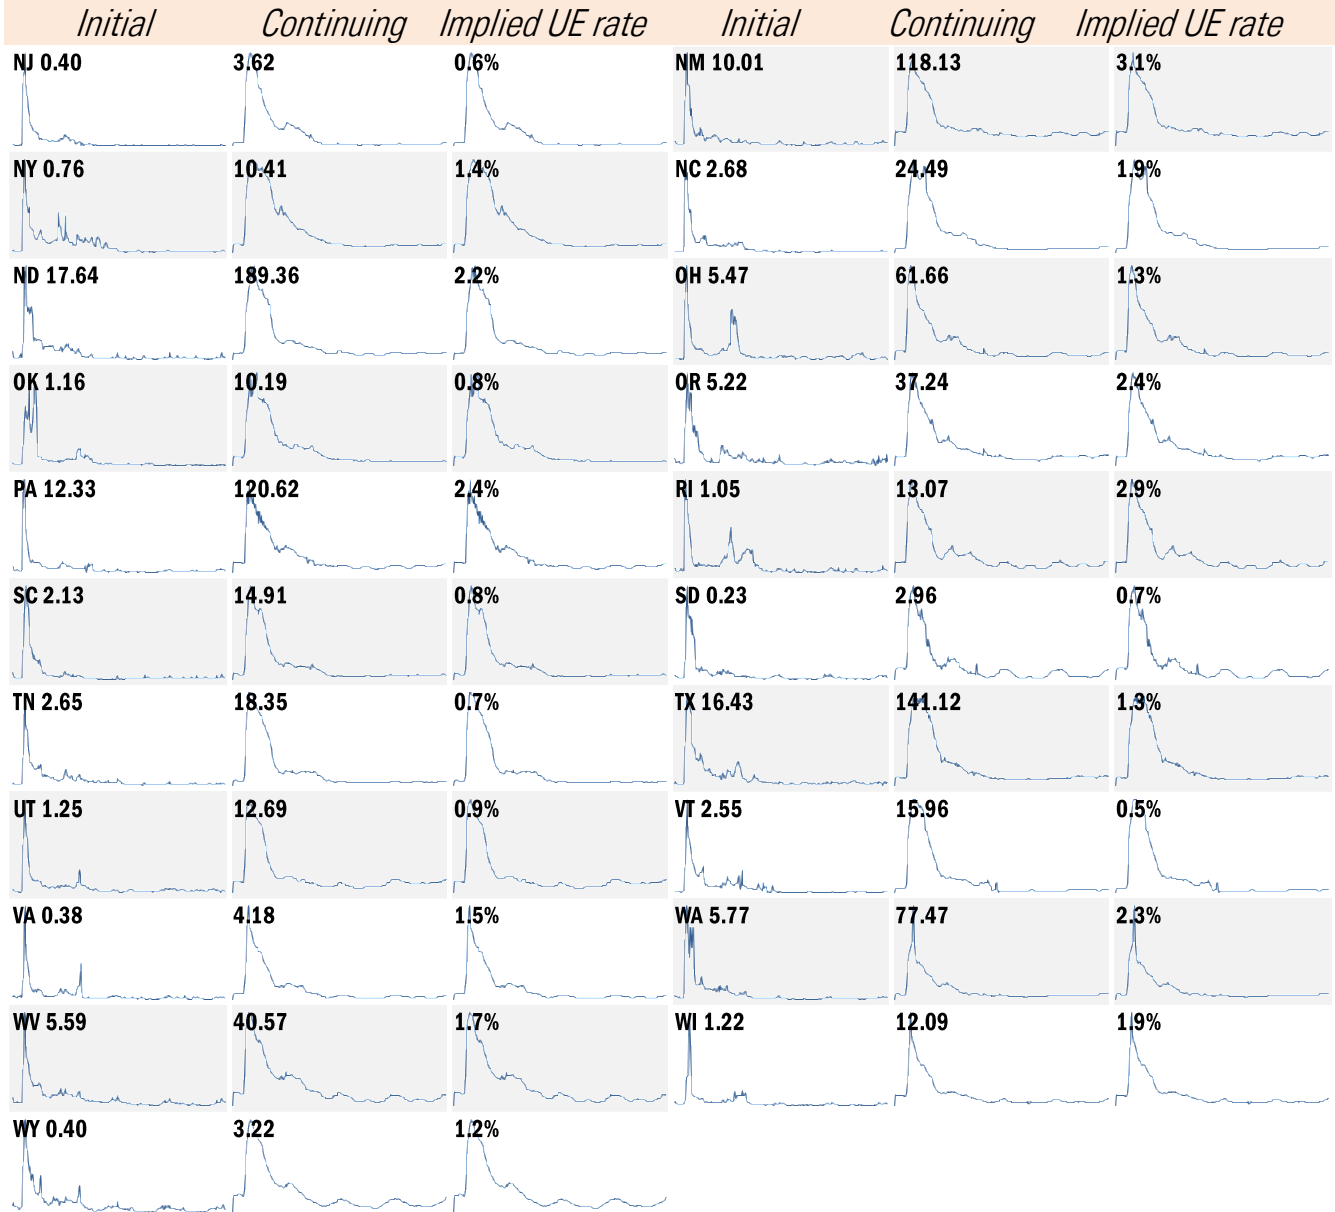 Initial Continuing Implied UE rate Initial Continuing Implied UE rate
NJ 0.40 3.62 0.6% NM 10.01 118.13 3.1%
NY 0.76 10.41 1.4% NC 2.68 24.49 1.9%
ND 17.64 189.36 2.2% OH 5.47 61.66 1.3%
OK 1.16 10.19 0.8% OR 5.22 37.24 2.4%
PA 12.33 120.62 2.4% RI 1.05 13.07 2.9%
SC 2.13 14.91 0.8% SD 0.23 2.96 0.7%
TN 2.65 18.35 0.7% TX 16.43 141.12 1.3%
UT 1.25 12.69 0.9% VT 2.55 15.96 0.5%
VA 0.38 4.18 1.5% WA 5.77 77.47 2.3%
WV 5.59 40.57 1.7% WI 1.22 12.09 1.9%
WY 0.40 3.22 1.2%